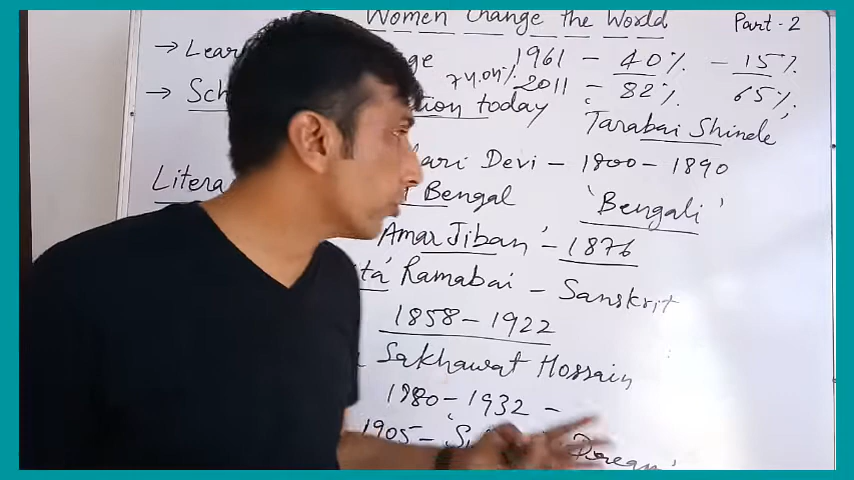 Women Change the World Part-2
→ Lear ge 1961 - 40% - 15%
74.04% 2011 - 82% 65%
→ Sch tion today
'Tarabai Shinde'
ari Devi - 1800 - 1890
Litera Bengal 'Bengali'
Amar Jiban' - 1876
ita' Ramabai - Sanskrit
1858 - 1922
Sakhawat Hossain
1980 - 1932 -
1905 - 'S